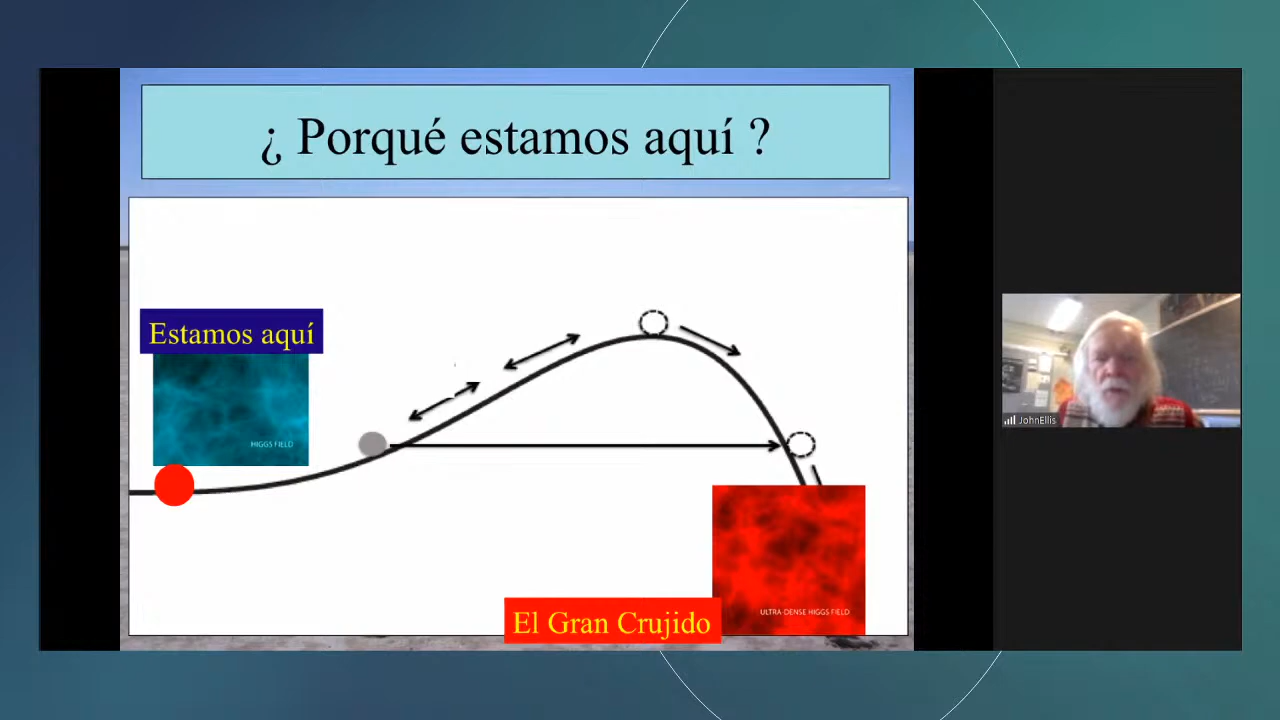 ¿ Porqué estamos aquí ?
Estamos aquí
HIGGS FIELD
ULTRA-DENSE HIGGS FIELD
El Gran Crujido
JohnEllis